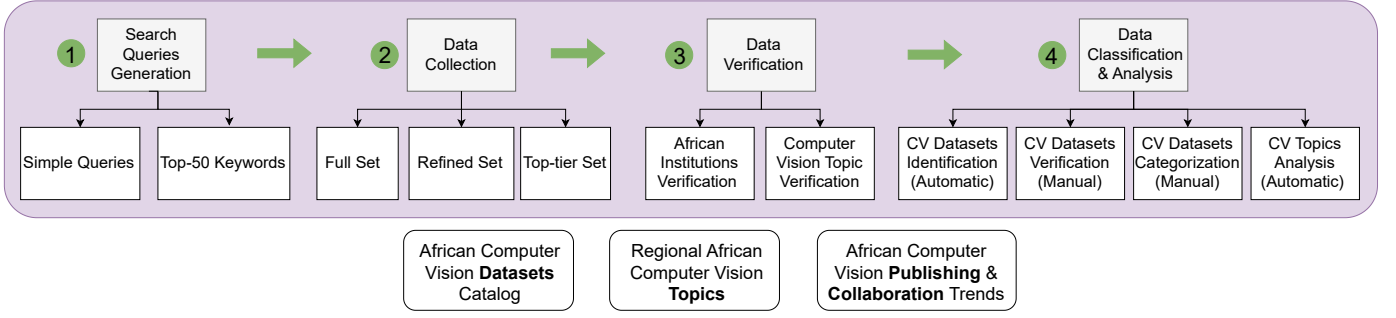 1
Search
Queries
Generation
2
Data
Collection
3
Data
Verification
4
Data
Classification
& Analysis
Simple Queries
Top-50 Keywords
Full Set
Refined Set
Top-tier Set
African
Institutions
Verification
Computer
Vision Topic
Verification
CV Datasets
Identification
(Automatic)
CV Datasets
Verification
(Manual)
CV Datasets
Categorization
(Manual)
CV Topics
Analysis
(Automatic)
African Computer
Vision Datasets
Catalog
Regional African
Computer Vision
Topics
African Computer
Vision Publishing &
Collaboration Trends